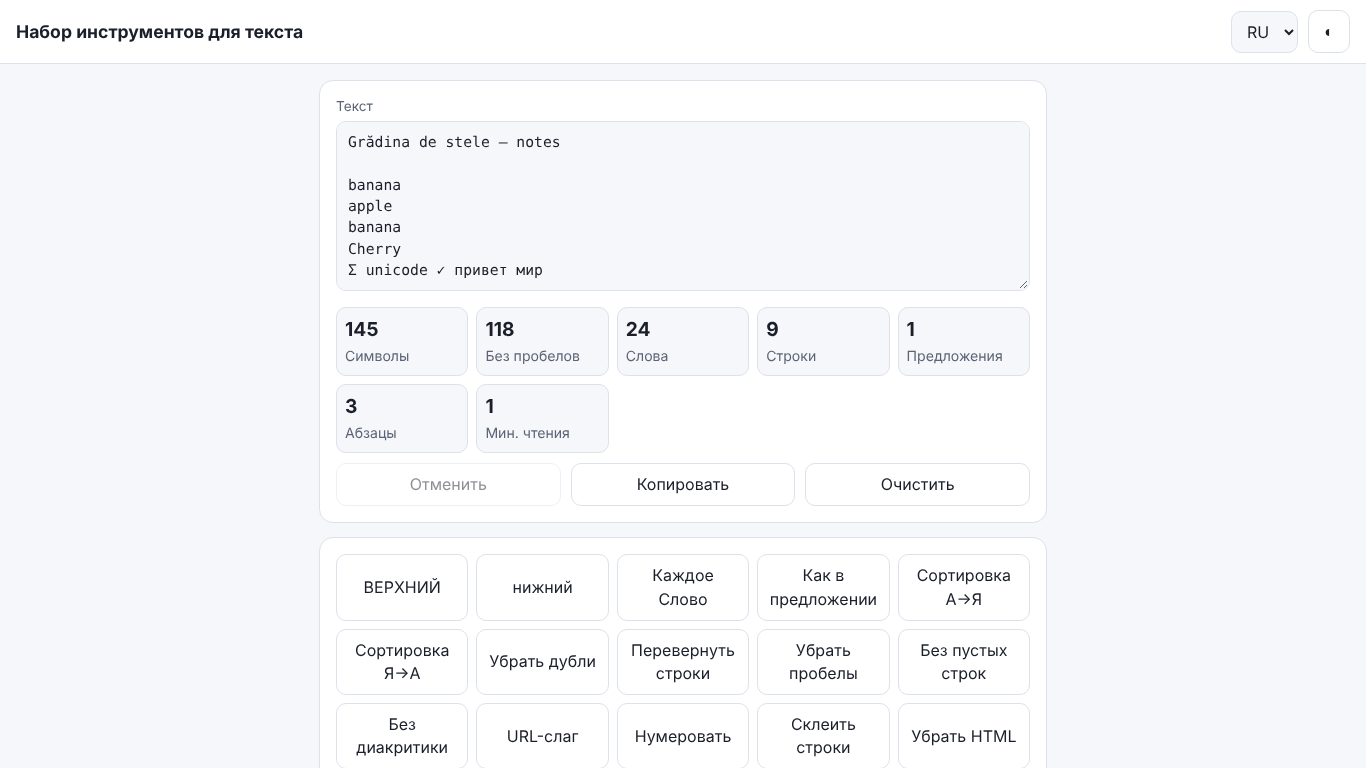 Набор инструментов для текста
RU
Текст
Grădina de stele — notes
banana
apple
banana
Cherry
Σ unicode ✓ привет мир
145
Символы
118
Без пробелов
24
Слова
9
Строки
1
Предложения
3
Абзацы
1
Мин. чтения
Отменить
Копировать
Очистить
ВЕРХНИЙ
нижний
Каждое
Слово
Как в
предложении
Сортировка
А→Я
Сортировка
Я→А
Убрать дубли
Перевернуть
строки
Убрать
пробелы
Без пустых
строк
Без
диакритики
URL-слаг
Нумеровать
Склеить
строки
Убрать HTML